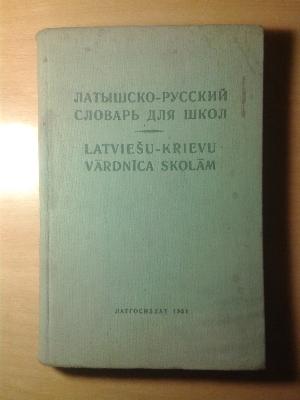 ЛАТЫШСКО-РУССКИЙ
СЛОВАРЬ ДЛЯ ШКОЛ
LATVIEŠU-KRIEVU
VĀRDNĪCA SKOLĀM
ЛАТГОСИЗДАТ